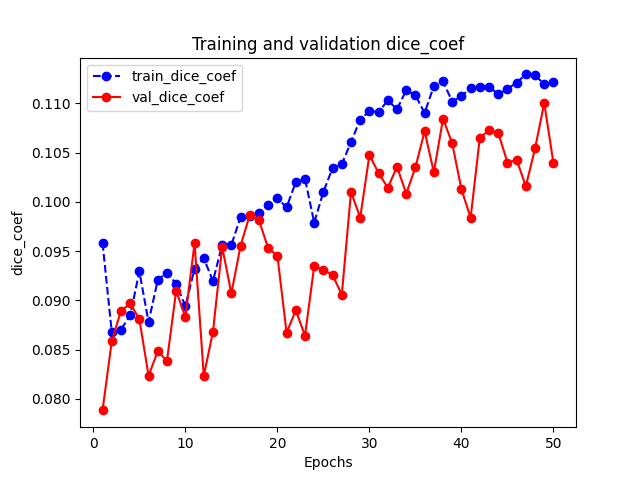 Training and validation dice_coef
train_dice_coef
val_dice_coef
dice_coef
0.110
0.105
0.100
0.095
0.090
0.085
0.080
0 10 20 30 40 50
Epochs